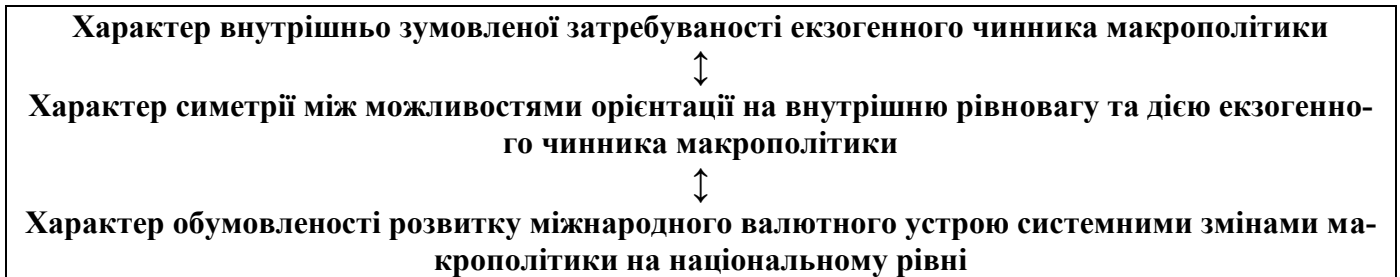 Характер внутрішньо зумовленої затребуваності екзогенного чинника макрополітики
↕
Характер симетрії між можливостями орієнтації на внутрішню рівновагу та дією екзогенно-
го чинника макрополітики
↕
Характер обумовленості розвитку міжнародного валютного устрою системними змінами ма-
крополітики на національному рівні